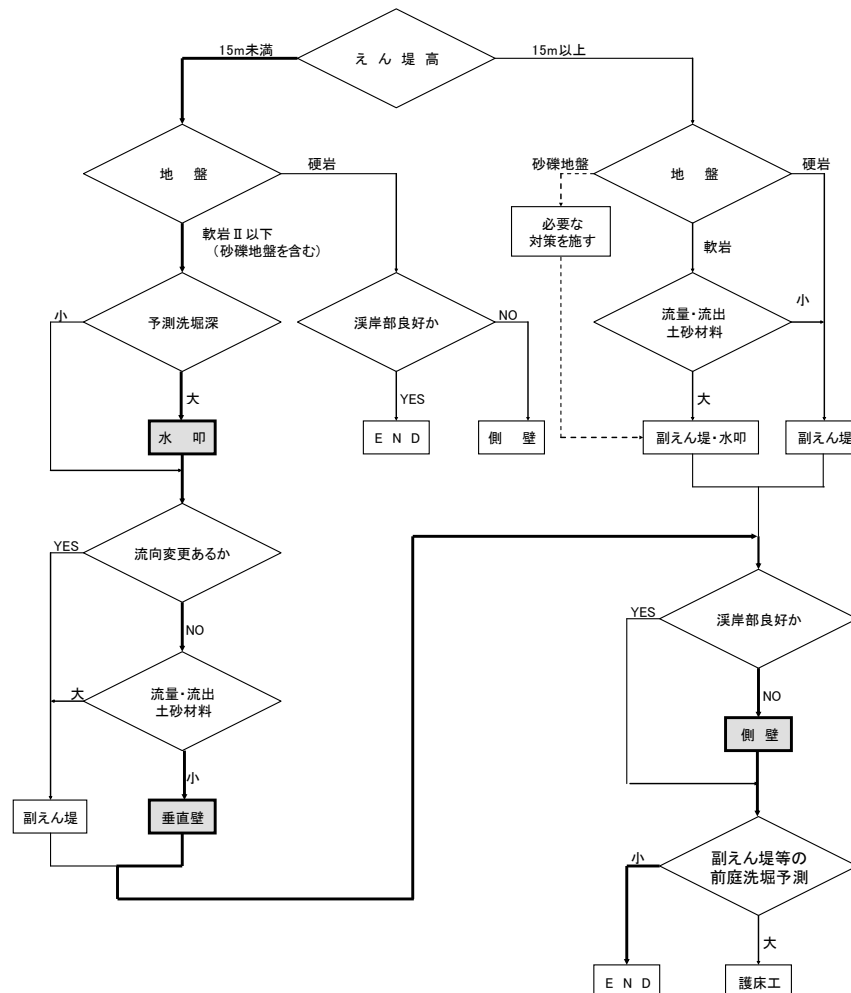 15m未満
えん堤高
15m以上
地盤
硬岩
砂礫地盤
地盤
硬岩
必要な
対策を施す
軟岩Ⅱ以下
（砂礫地盤を含む）
軟岩
小
予測洗堀深
渓岸部良好か
NO
流量・流出
土砂材料
小
大
YES
大
水叩
END
側壁
副えん堤・水叩
副えん堤
YES
流向変更あるか
NO
YES
渓岸部良好か
大
流量・流出
土砂材料
NO
側壁
小
副えん堤
垂直壁
小
副えん堤等の
前庭洗堀予測
大
END
護床工